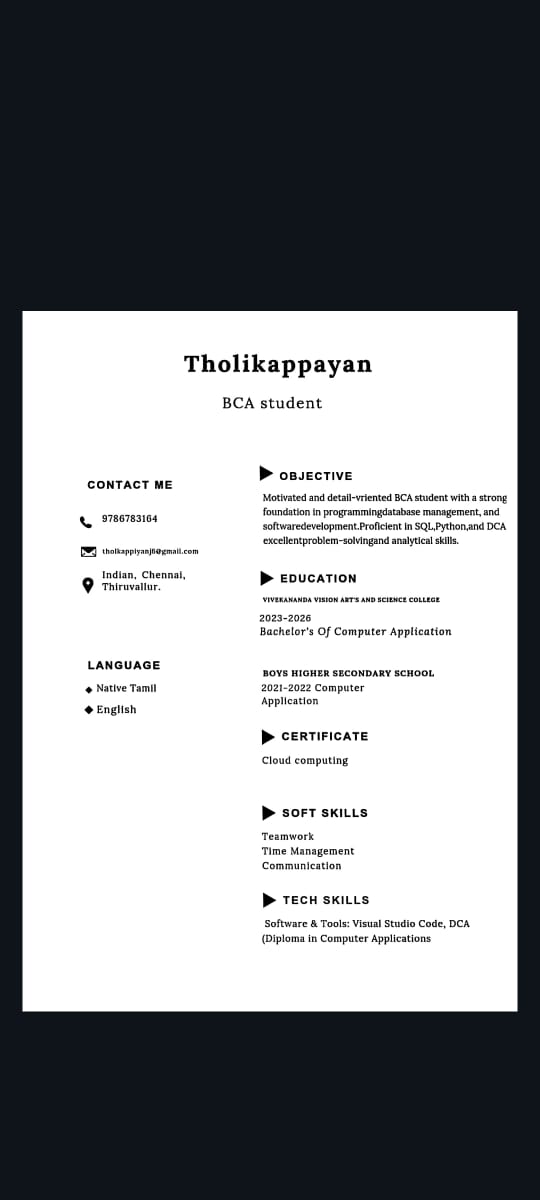 Tholikappayan
BCA student
CONTACT ME
9786783164
tholkappiyanj6@gmail.com
Indian, Chennai,
Thiruvallur.
LANGUAGE
Native Tamil
English
OBJECTIVE
Motivated and detail-vriented BCA student with a strong
foundation in programmingdatabase management, and
softwaredevelopment.Proficient in SQL,Python,and DCA
excellentproblem-solvingand analytical skills.
EDUCATION
VIVEKANANDA VISION ART'S AND SCIENCE COLLEGE
2023-2026
Bachelor's Of Computer Application
BOYS HIGHER SECONDARY SCHOOL
2021-2022 Computer
Application
CERTIFICATE
Cloud computing
SOFT SKILLS
Teamwork
Time Management
Communication
TECH SKILLS
Software & Tools: Visual Studio Code, DCA
(Diploma in Computer Applications